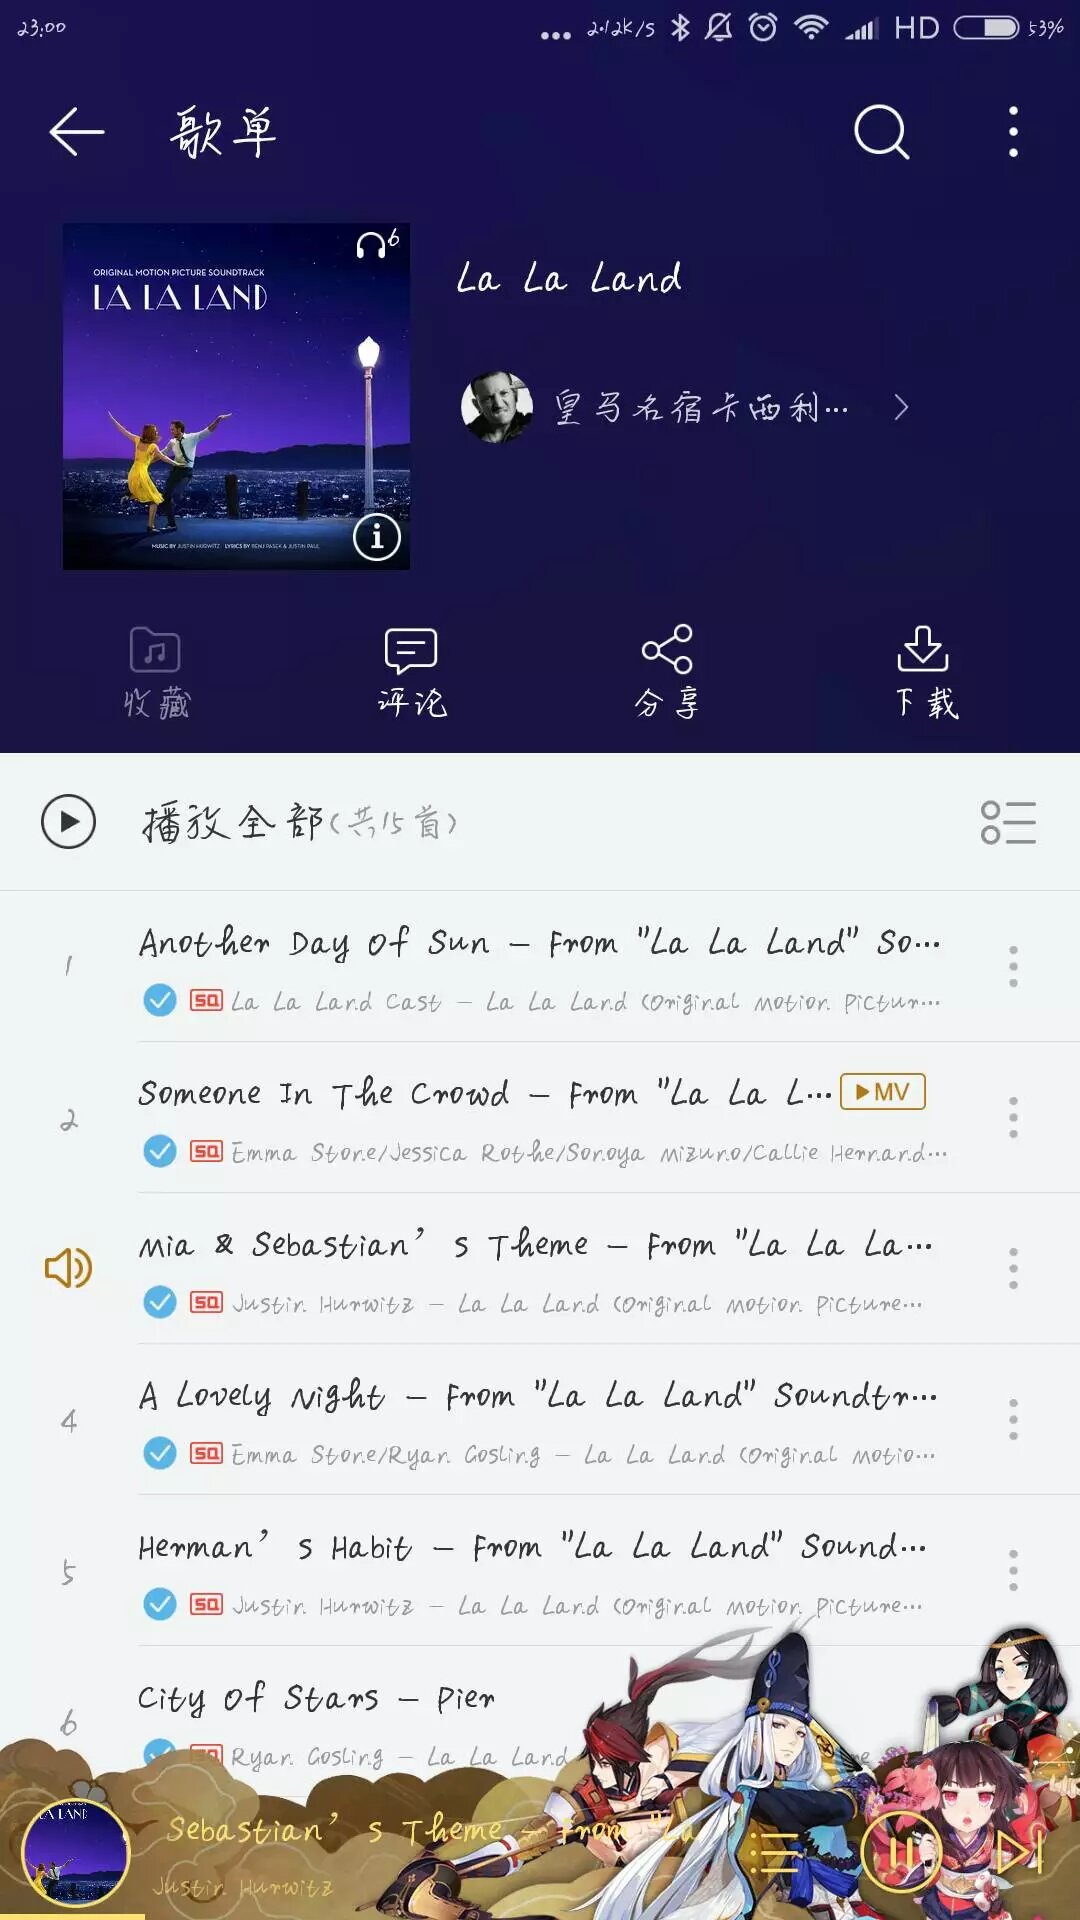 23:00
2.12K/S
HD
53%
歌单
6
ORIGINAL MOTION PICTURE SOUNDTRACK
LA LA LAND
MUSIC BY JUSTIN HURWITZ LYRICS BY BENJ PASEK & JUSTIN PAUL
La La Land
皇马名宿卡西利…
收藏
评论
分享
下载
播放全部(共15首)
1
Another Day Of Sun – From "La La Land" So…
SQ La La Land Cast – La La Land (Original Motion Pictur…
2
Someone In The Crowd – From "La La L…
MV
SQ Emma Stone/Jessica Rothe/Sonoya Mizuno/Callie Hernand…
Mia & Sebastian’s Theme – From "La La La…
SQ Justin Hurwitz – La La Land (Original Motion Picture…
4
A Lovely Night – From "La La Land" Soundtr…
SQ Emma Stone/Ryan Gosling – La La Land (Original Motio…
5
Herman’s Habit – From "La La Land" Sound…
SQ Justin Hurwitz – La La Land (Original Motion Picture…
6
City Of Stars – Pier
SQ Ryan Gosling – La La Land
LA LAND
Sebastian’s Theme – From "La
Justin Hurwitz